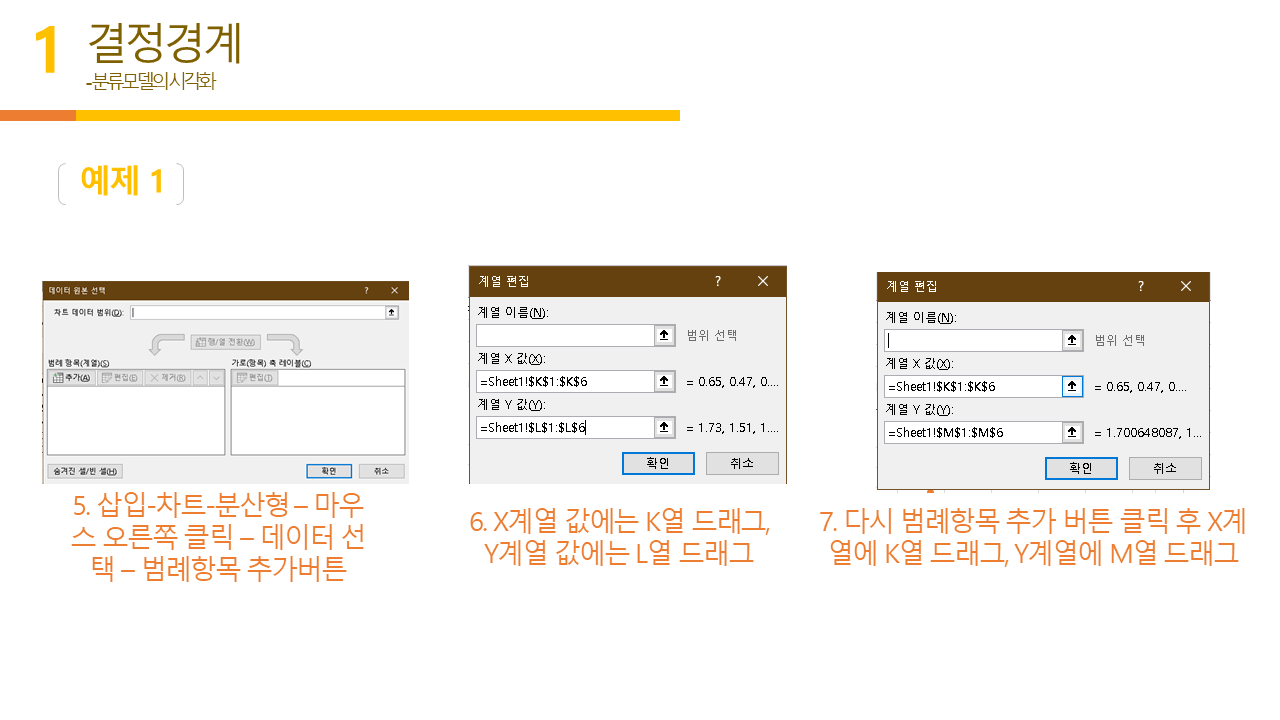 1
결정경계
-분류모델의시각화
예제 1
데이터 원본 선택 ? ×
차트 데이터 범위(D):
행/열 전환(W)
범례 항목(계열)(S)
가로(항목) 축 레이블(C)
추가(A) 편집(E) 제거(R)
편집(T)
숨겨진 셀/빈 셀(H)
확인 취소
5. 삽입-차트-분산형 – 마우
스 오른쪽 클릭 – 데이터 선
택 – 범례항목 추가버튼
계열 편집 ? ×
계열 이름(N):
범위 선택
계열 X 값(X):
=Sheet1!$K$1:$K$6 = 0.65, 0.47, 0....
계열 Y 값(Y):
=Sheet1!$L$1:$L$6 = 1.73, 1.51, 1....
확인 취소
6. X계열 값에는 K열 드래그,
Y계열 값에는 L열 드래그
계열 편집 ? ×
계열 이름(N):
범위 선택
계열 X 값(X):
=Sheet1!$K$1:$K$6 = 0.65, 0.47, 0....
계열 Y 값(Y):
=Sheet1!$M$1:$M$6 = 1.700648087, 1...
확인 취소
7. 다시 범례항목 추가 버튼 클릭 후 X계
열에 K열 드래그, Y계열에 M열 드래그